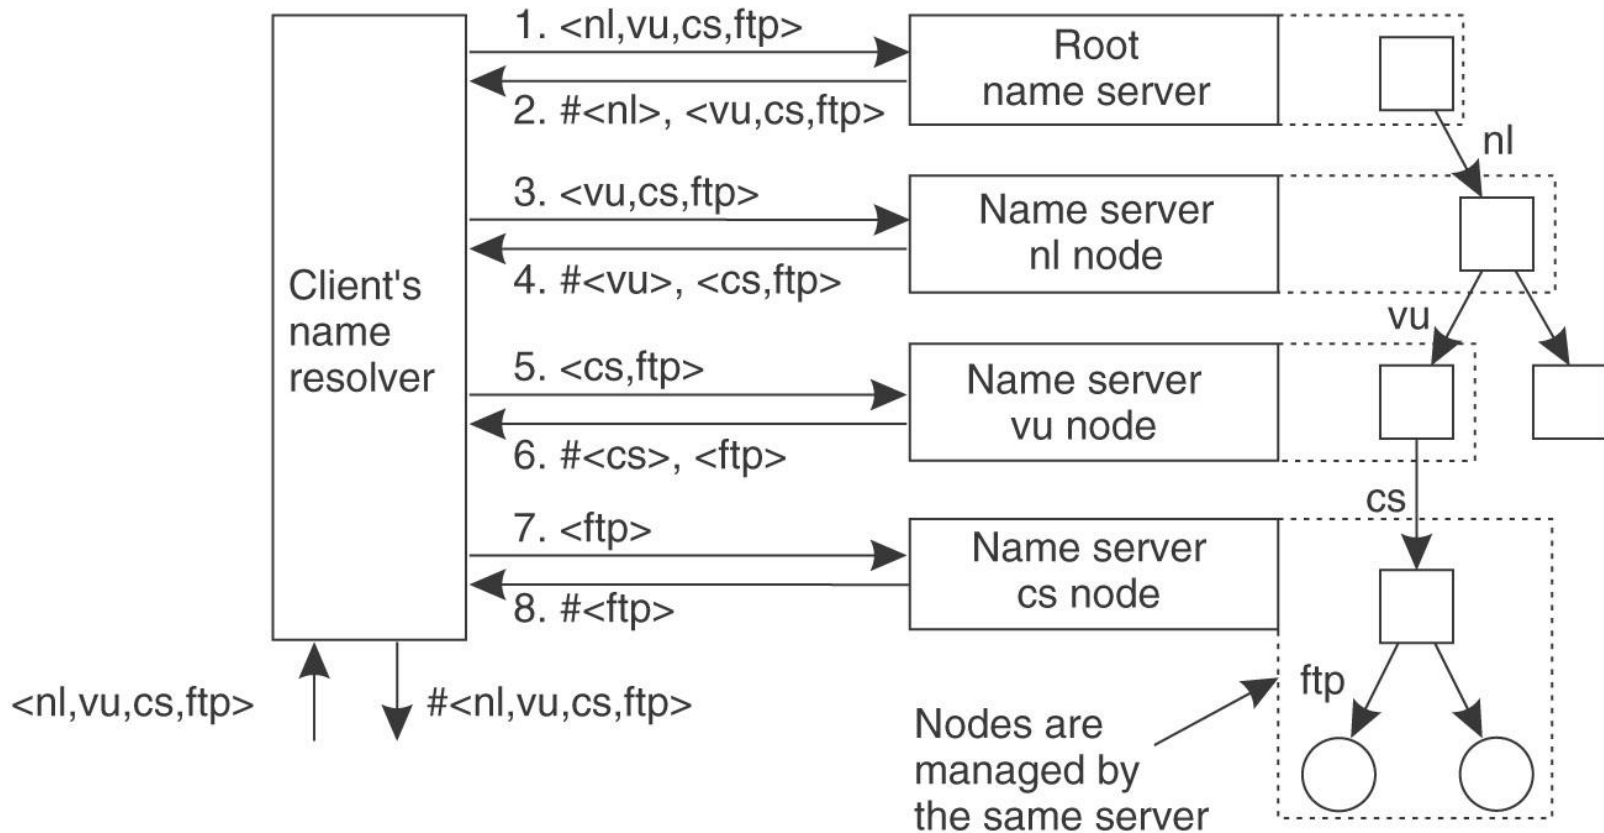 1. <nl,vu,cs,ftp>
2. #<nl>, <vu,cs,ftp>
Root
name server
nl
3. <vu,cs,ftp>
4. #<vu>, <cs,ftp>
Name server
nl node
vu
Client's
name
resolver
5. <cs,ftp>
6. #<cs>, <ftp>
Name server
vu node
cs
7. <ftp>
8. #<ftp>
Name server
cs node
ftp
<nl,vu,cs,ftp>
#<nl,vu,cs,ftp>
Nodes are
managed by
the same server